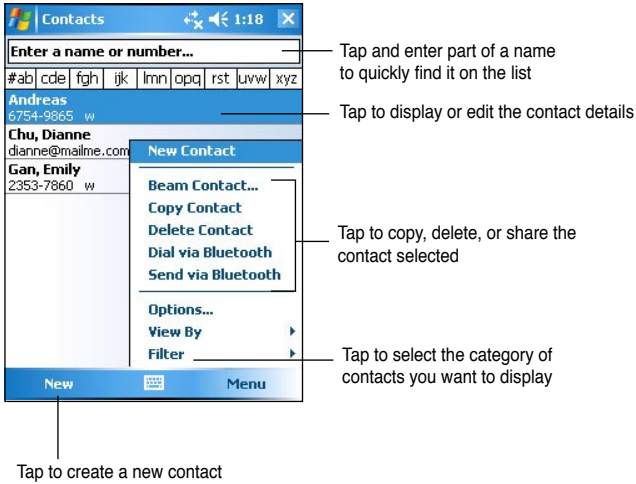 Contacts 1:18
Enter a name or number...
#ab cde fgh ijk lmn opq rst uvw xyz
Andreas
6754-9865 w
Chu, Dianne
dianne@mailme.com
Gan, Emily
2353-7860 w
New Contact
Beam Contact...
Copy Contact
Delete Contact
Dial via Bluetooth
Send via Bluetooth
Options...
View By
Filter
New Menu
Tap and enter part of a name
to quickly find it on the list
Tap to display or edit the contact details
Tap to copy, delete, or share the
contact selected
Tap to select the category of
contacts you want to display
Tap to create a new contact